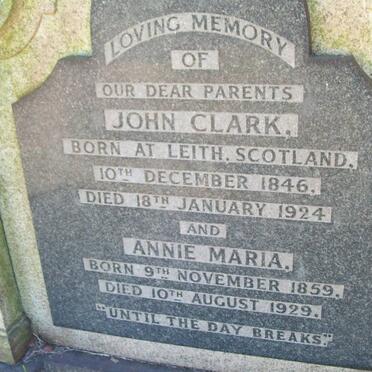 LOVING MEMORY
OF
OUR DEAR PARENTS
JOHN CLARK,
BORN AT LEITH, SCOTLAND,
10TH DECEMBER 1846.
DIED 18TH JANUARY 1924
AND
ANNIE MARIA,
BORN 9TH NOVEMBER 1859.
DIED 10TH AUGUST 1929.
"UNTIL THE DAY BREAKS"